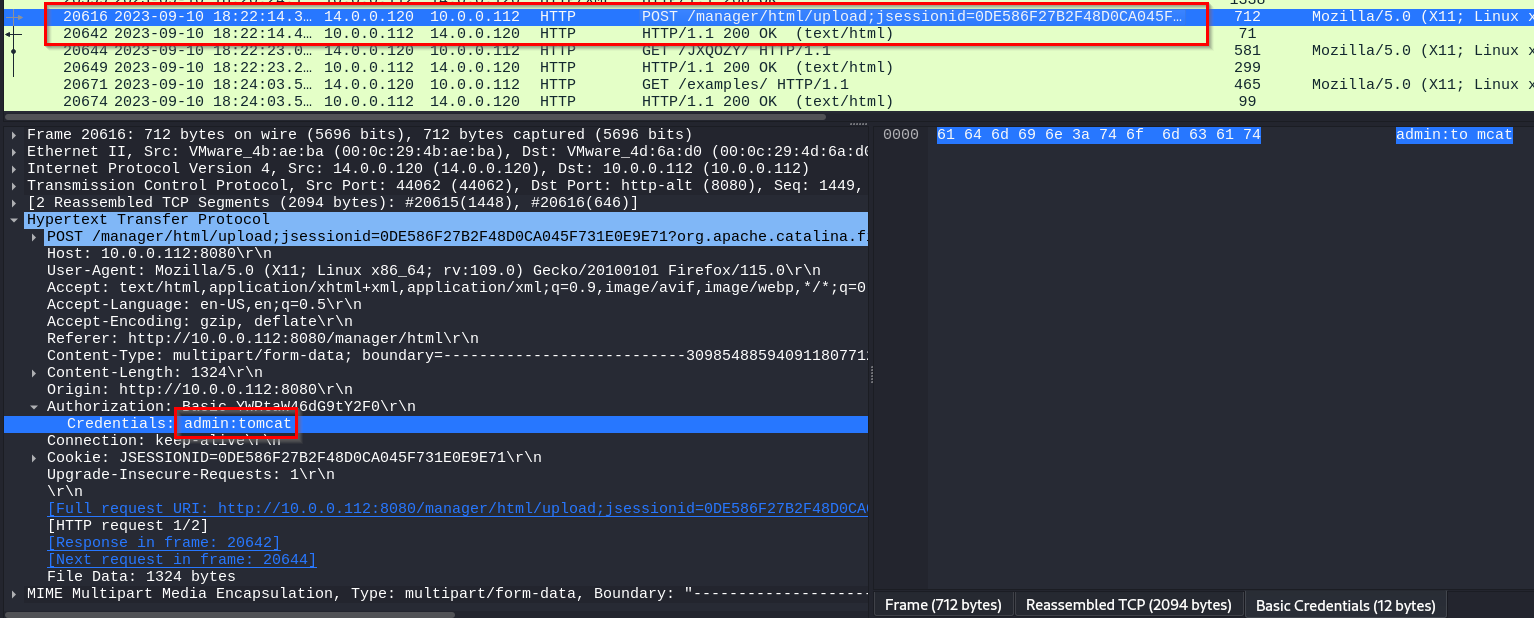 20616 2023-09-10 18:22:14.3… 14.0.0.120 10.0.0.112 HTTP POST /manager/html/upload;jsessionid=0DE586F27B2F48D0CA045F… 712 Mozilla/5.0 (X11; Linux x
20642 2023-09-10 18:22:14.4… 10.0.0.112 14.0.0.120 HTTP HTTP/1.1 200 OK (text/html) 71
20644 2023-09-10 18:22:23.0… 14.0.0.120 10.0.0.112 HTTP GET /JXQOZY/ HTTP/1.1 581 Mozilla/5.0 (X11; Linux x
20649 2023-09-10 18:22:23.2… 10.0.0.112 14.0.0.120 HTTP HTTP/1.1 200 OK (text/html) 299
20671 2023-09-10 18:24:03.5… 14.0.0.120 10.0.0.112 HTTP GET /examples/ HTTP/1.1 465 Mozilla/5.0 (X11; Linux x
20674 2023-09-10 18:24:03.5… 10.0.0.112 14.0.0.120 HTTP HTTP/1.1 200 OK (text/html) 99
Frame 20616: 712 bytes on wire (5696 bits), 712 bytes captured (5696 bits)
Ethernet II, Src: VMware_4b:ae:ba (00:0c:29:4b:ae:ba), Dst: VMware_4d:6a:d0 (00:0c:29:4d:6a:d0
Internet Protocol Version 4, Src: 14.0.0.120 (14.0.0.120), Dst: 10.0.0.112 (10.0.0.112)
Transmission Control Protocol, Src Port: 44062 (44062), Dst Port: http-alt (8080), Seq: 1449,
[2 Reassembled TCP Segments (2094 bytes): #20615(1448), #20616(646)]
Hypertext Transfer Protocol
POST /manager/html/upload;jsessionid=0DE586F27B2F48D0CA045F731E0E9E71?org.apache.catalina.f
Host: 10.0.0.112:8080\r\n
User-Agent: Mozilla/5.0 (X11; Linux x86_64; rv:109.0) Gecko/20100101 Firefox/115.0\r\n
Accept: text/html,application/xhtml+xml,application/xml;q=0.9,image/avif,image/webp,*/*;q=0
Accept-Language: en-US,en;q=0.5\r\n
Accept-Encoding: gzip, deflate\r\n
Referer: http://10.0.0.112:8080/manager/html\r\n
Content-Type: multipart/form-data; boundary=---------------------------309854885940911807712
Content-Length: 1324\r\n
Origin: http://10.0.0.112:8080\r\n
Authorization: Basic YWRtaW46dG9tY2F0\r\n
Credentials: admin:tomcat
Connection: keep-alive\r\n
Cookie: JSESSIONID=0DE586F27B2F48D0CA045F731E0E9E71\r\n
Upgrade-Insecure-Requests: 1\r\n
\r\n
[Full request URI: http://10.0.0.112:8080/manager/html/upload;jsessionid=0DE586F27B2F48D0CA
[HTTP request 1/2]
[Response in frame: 20642]
[Next request in frame: 20644]
File Data: 1324 bytes
MIME Multipart Media Encapsulation, Type: multipart/form-data, Boundary: "--------------------
0000 61 64 6d 69 6e 3a 74 6f 6d 63 61 74 admin:to mcat
Frame (712 bytes) Reassembled TCP (2094 bytes) Basic Credentials (12 bytes)